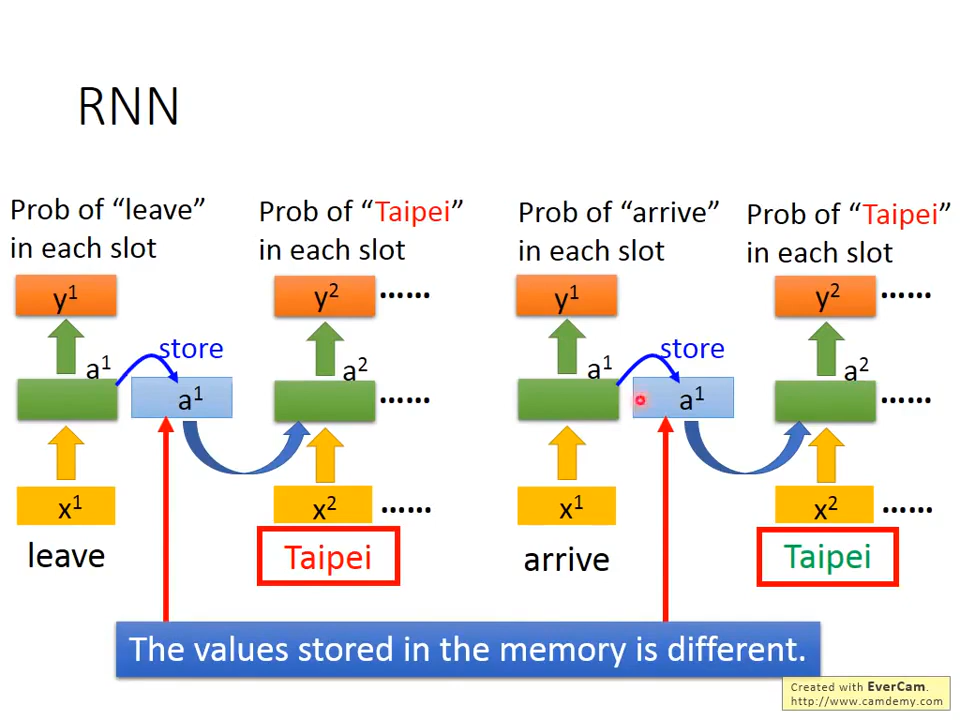 RNN
Prob of “leave”
in each slot
Prob of “Taipei”
in each slot
Prob of “arrive”
in each slot
Prob of “Taipei”
in each slot
y¹
y² ......
y¹
y² ......
store
store
a¹
a²
a¹
a²
a¹
......
a¹
......
x¹
x² ......
x¹
x² ......
leave
Taipei
arrive
Taipei
The values stored in the memory is different.
Created with EverCam.
http://www.camdemy.com